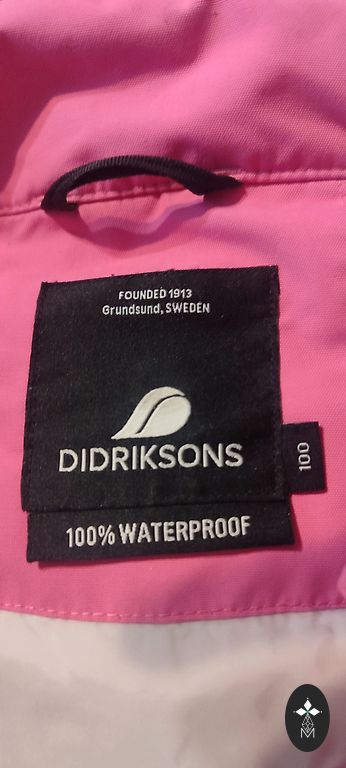 FOUNDED 1913
Grundsund, SWEDEN
DIDRIKSONS
100
100% WATERPROOF